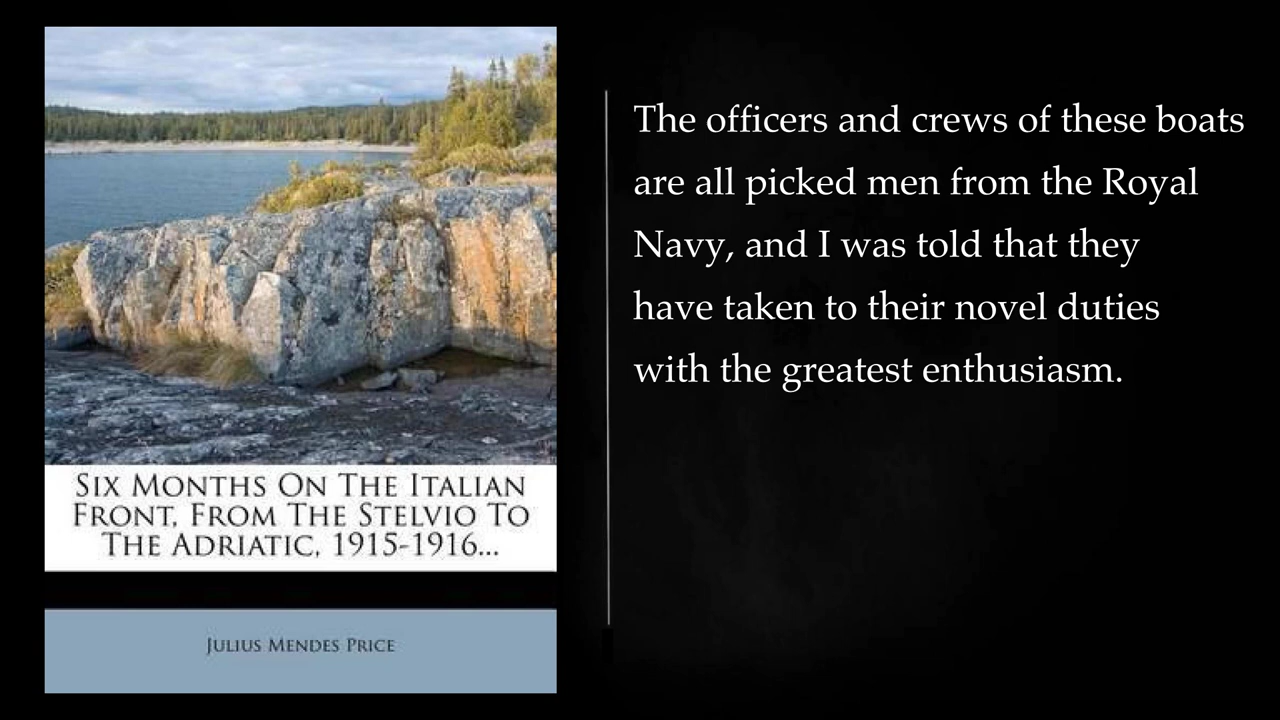 The officers and crews of these boats
are all picked men from the Royal
Navy, and I was told that they
have taken to their novel duties
with the greatest enthusiasm.
Six Months On The Italian
Front, From The Stelvio To
The Adriatic, 1915-1916...
Julius Mendes Price